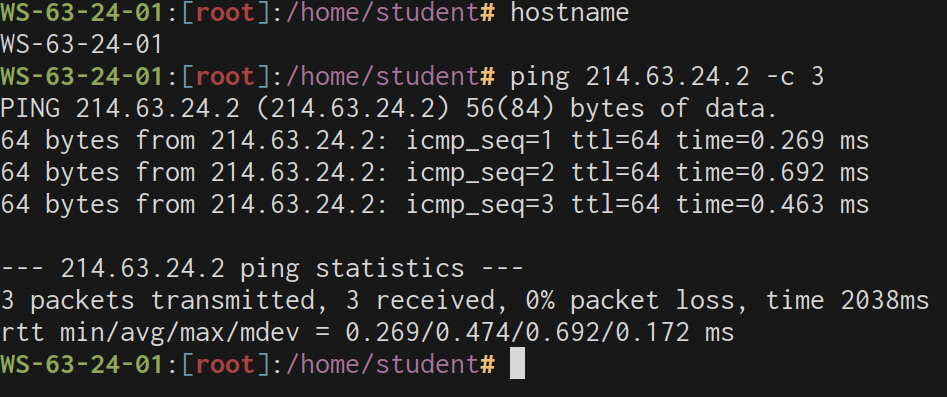 WS-63-24-01:[root]:/home/student# hostname
WS-63-24-01
WS-63-24-01:[root]:/home/student# ping 214.63.24.2 -c 3
PING 214.63.24.2 (214.63.24.2) 56(84) bytes of data.
64 bytes from 214.63.24.2: icmp_seq=1 ttl=64 time=0.269 ms
64 bytes from 214.63.24.2: icmp_seq=2 ttl=64 time=0.692 ms
64 bytes from 214.63.24.2: icmp_seq=3 ttl=64 time=0.463 ms
--- 214.63.24.2 ping statistics ---
3 packets transmitted, 3 received, 0% packet loss, time 2038ms
rtt min/avg/max/mdev = 0.269/0.474/0.692/0.172 ms
WS-63-24-01:[root]:/home/student#